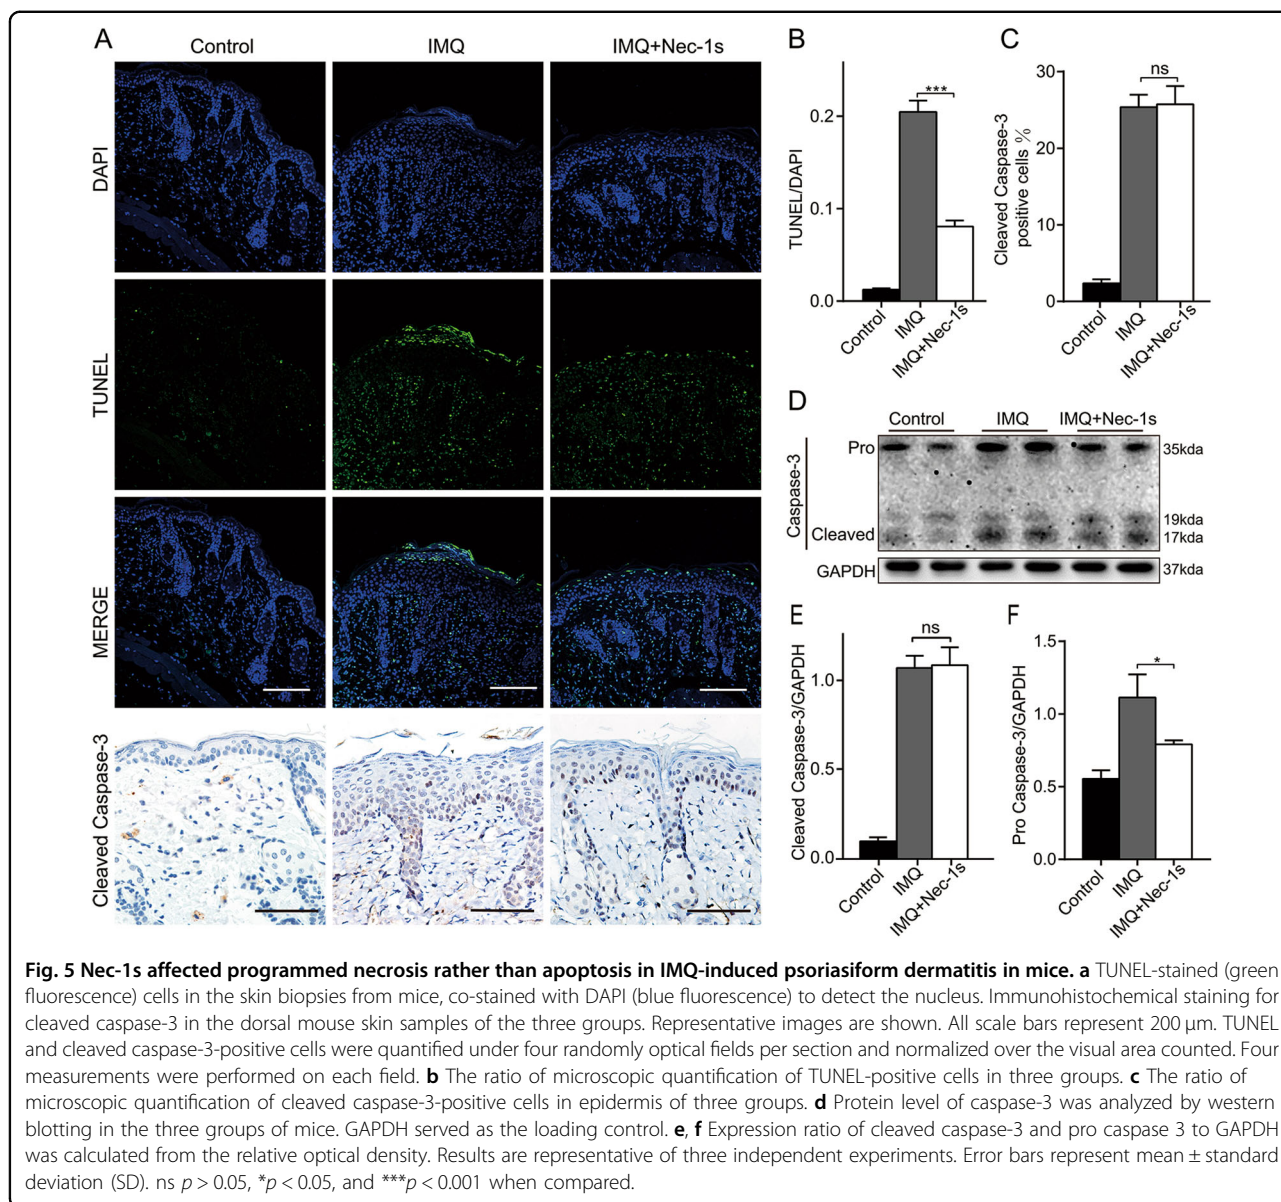 A
Control
IMQ
IMQ+Nec-1s
DAPI
TUNEL
MERGE
Cleaved Caspase-3
B
TUNEL/DAPI
0.2
0.1
0.0
***
Control
IMQ
IMQ+Nec-1s
C
Cleaved Caspase-3
positive cells %
30
20
10
0
ns
Control
IMQ
IMQ+Nec-1s
D
Control
IMQ
IMQ+Nec-1s
Caspase-3
Pro
35kda
19kda
Cleaved
17kda
GAPDH
37kda
E
Cleaved Caspase-3/GAPDH
1.0
0.5
0.0
ns
Control
IMQ
IMQ+Nec-1s
F
Pro Caspase-3/GAPDH
1.5
1.0
0.5
0.0
*
Control
IMQ
IMQ+Nec-1s
Fig. 5 Nec-1s affected programmed necrosis rather than apoptosis in IMQ-induced psoriasiform dermatitis in mice. a TUNEL-stained (green
fluorescence) cells in the skin biopsies from mice, co-stained with DAPI (blue fluorescence) to detect the nucleus. Immunohistochemical staining for
cleaved caspase-3 in the dorsal mouse skin samples of the three groups. Representative images are shown. All scale bars represent 200 µm. TUNEL
and cleaved caspase-3-positive cells were quantified under four randomly optical fields per section and normalized over the visual area counted. Four
measurements were performed on each field. b The ratio of microscopic quantification of TUNEL-positive cells in three groups. c The ratio of
microscopic quantification of cleaved caspase-3-positive cells in epidermis of three groups. d Protein level of caspase-3 was analyzed by western
blotting in the three groups of mice. GAPDH served as the loading control. e, f Expression ratio of cleaved caspase-3 and pro caspase 3 to GAPDH
was calculated from the relative optical density. Results are representative of three independent experiments. Error bars represent mean ± standard
deviation (SD). ns p > 0.05, *p < 0.05, and ***p < 0.001 when compared.